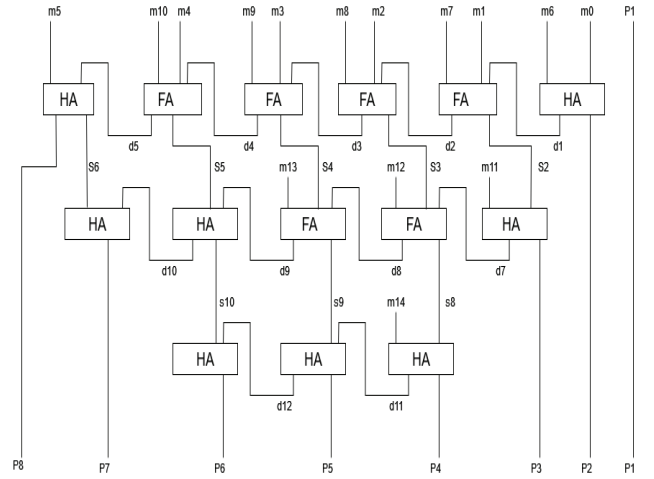 m5 m10 m4 m9 m3 m8 m2 m7 m1 m6 m0 P1
HA FA FA FA FA HA
d5 d4 d3 d2 d1
S6 S5 m13 S4 m12 S3 m11 S2
HA HA FA FA HA
d10 d9 d8 d7
s10 s9 m14 s8
HA HA HA
d12 d11
P8 P7 P6 P5 P4 P3 P2 P1